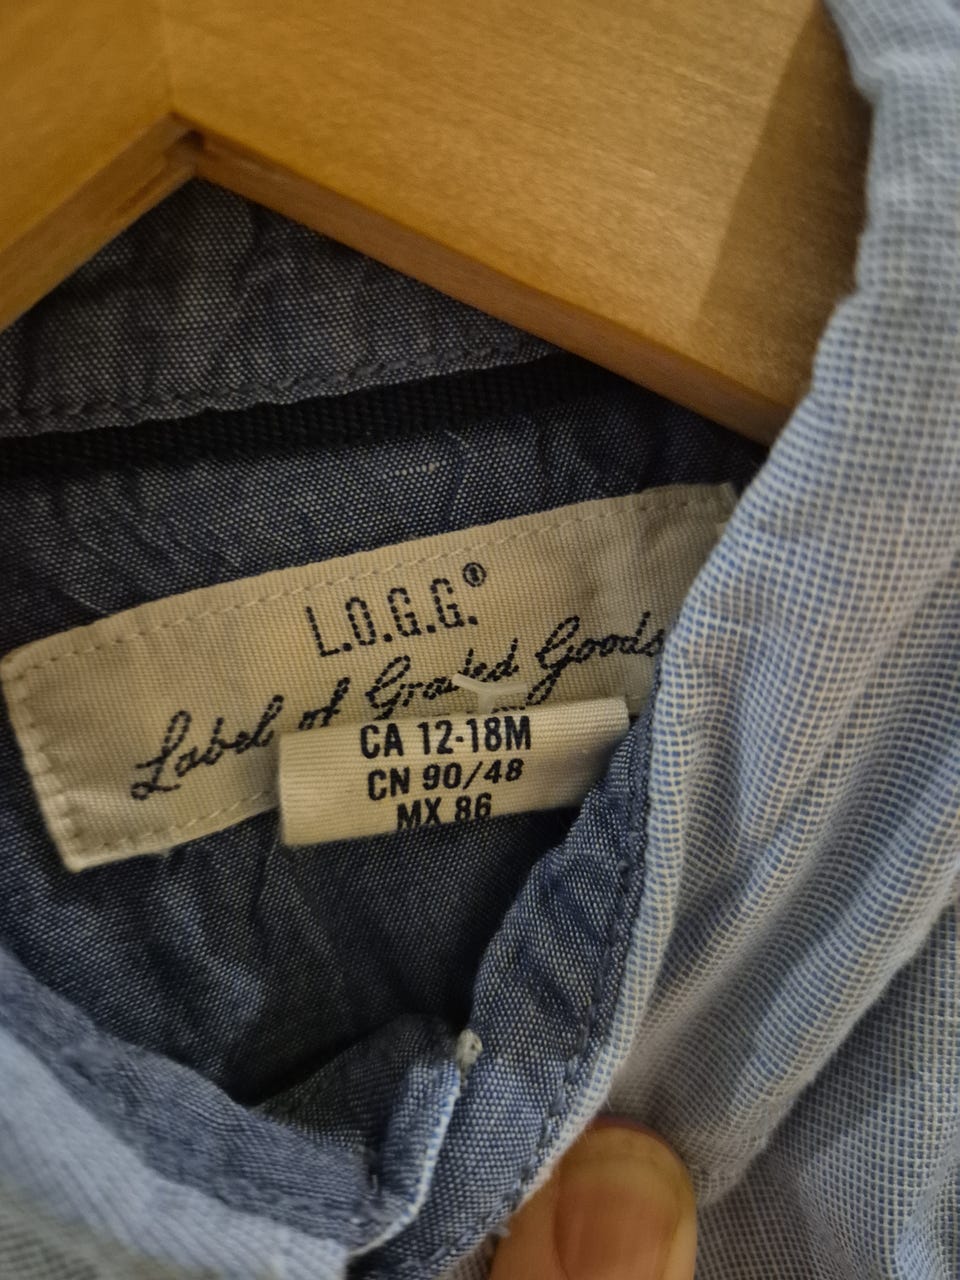 L.O.G.G.®
Label of Graded Goods
CA 12-18M
CN 90/48
MX 86